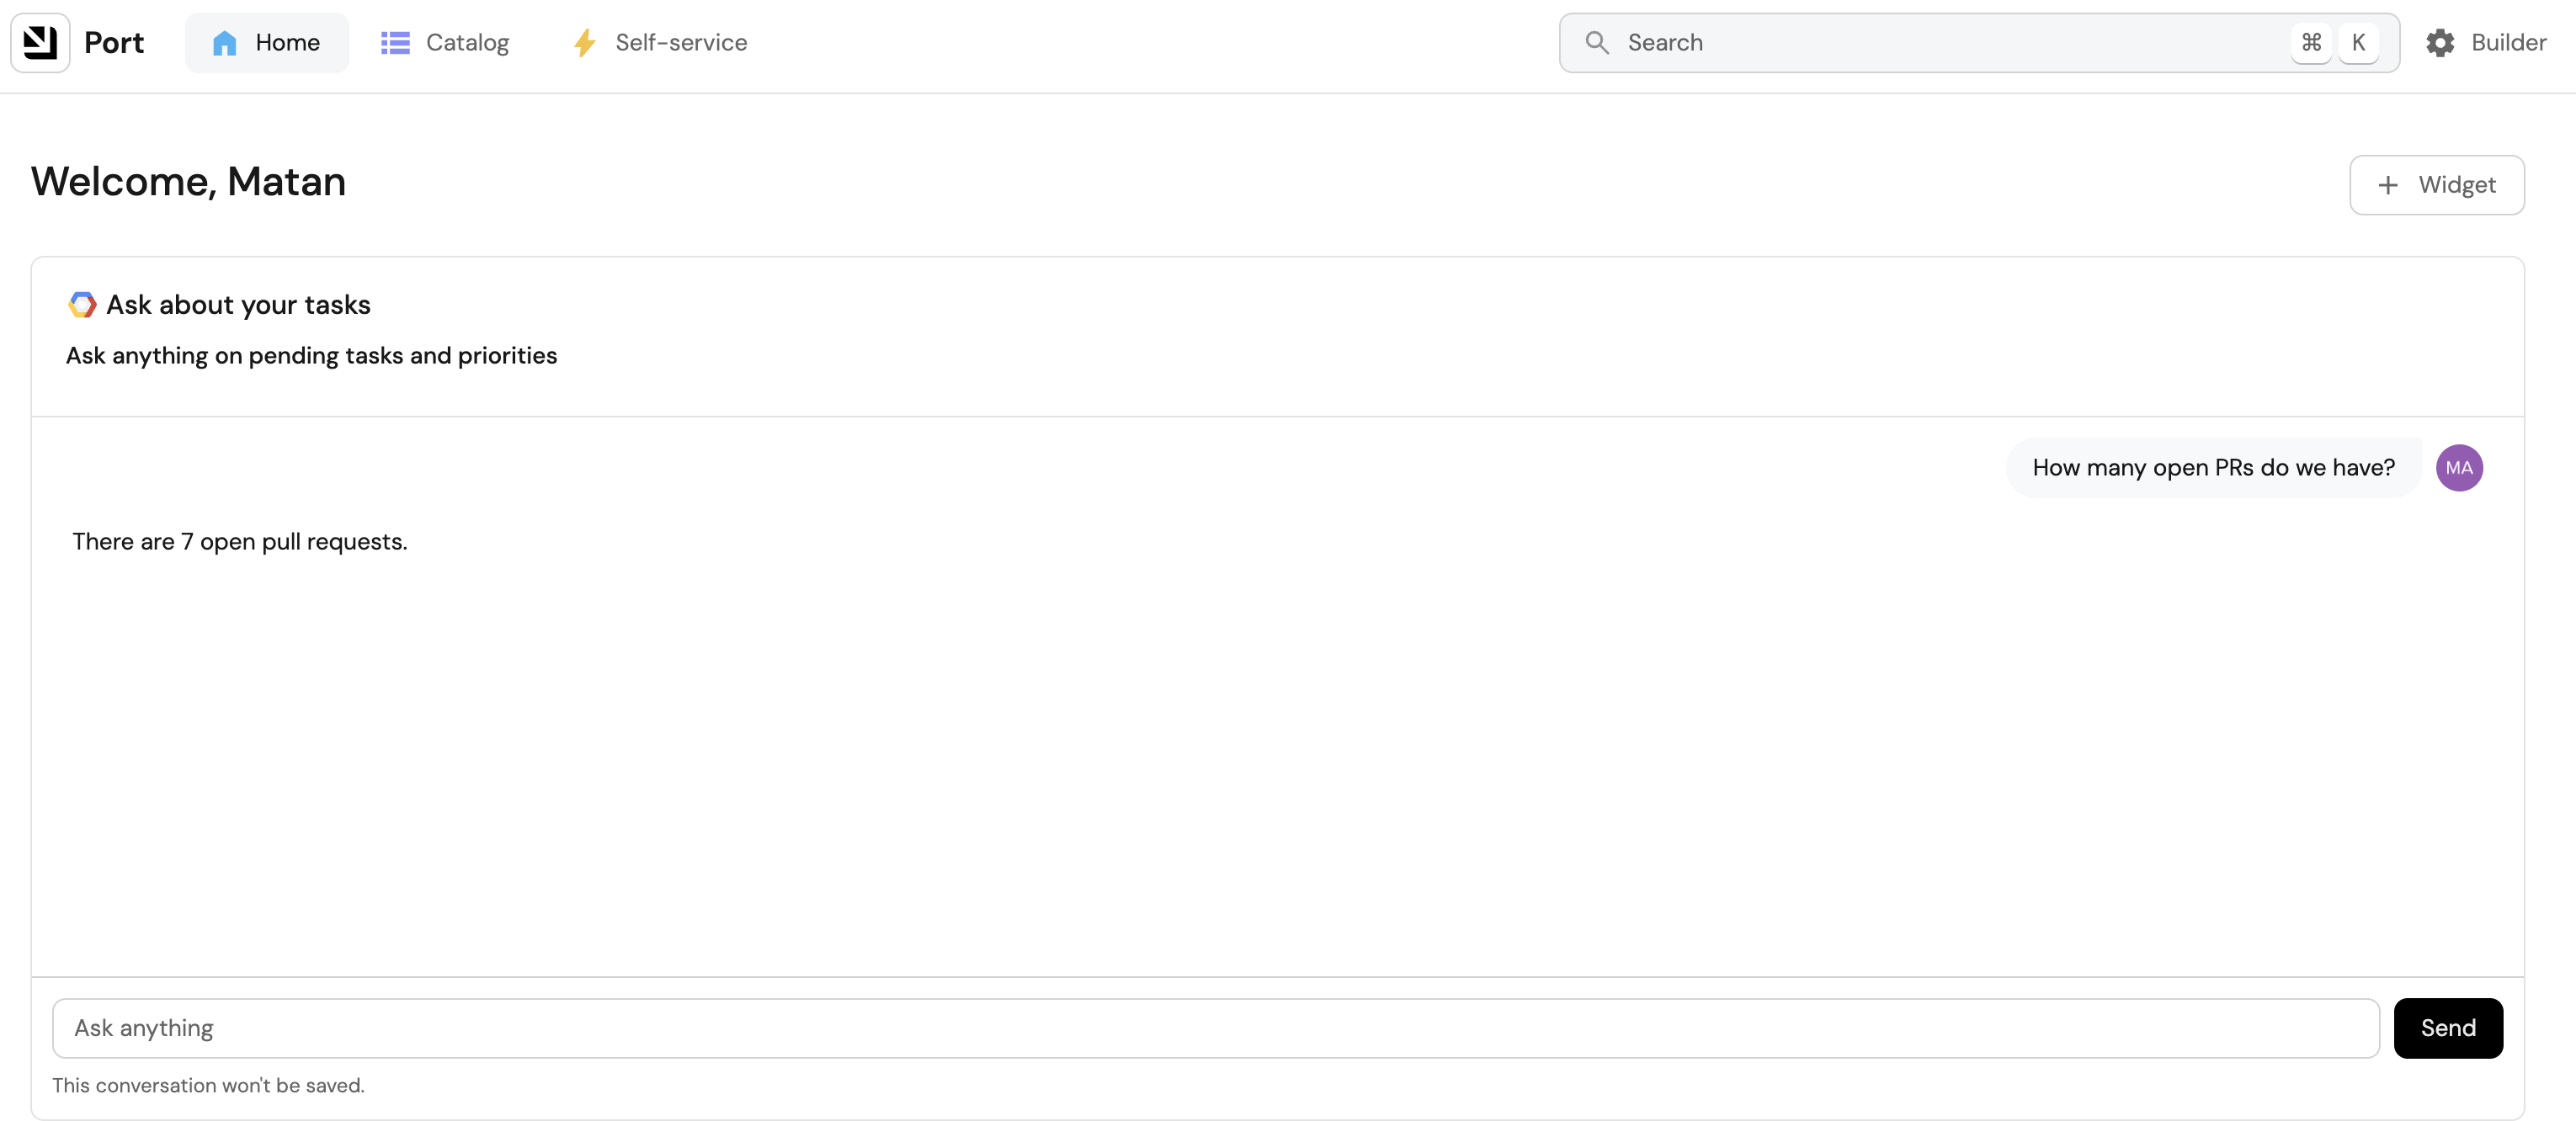 Port
Home
Catalog
Self-service
Search
⌘ K
Builder
Welcome, Matan
+ Widget
Ask about your tasks
Ask anything on pending tasks and priorities
How many open PRs do we have?
MA
There are 7 open pull requests.
Ask anything
Send
This conversation won't be saved.